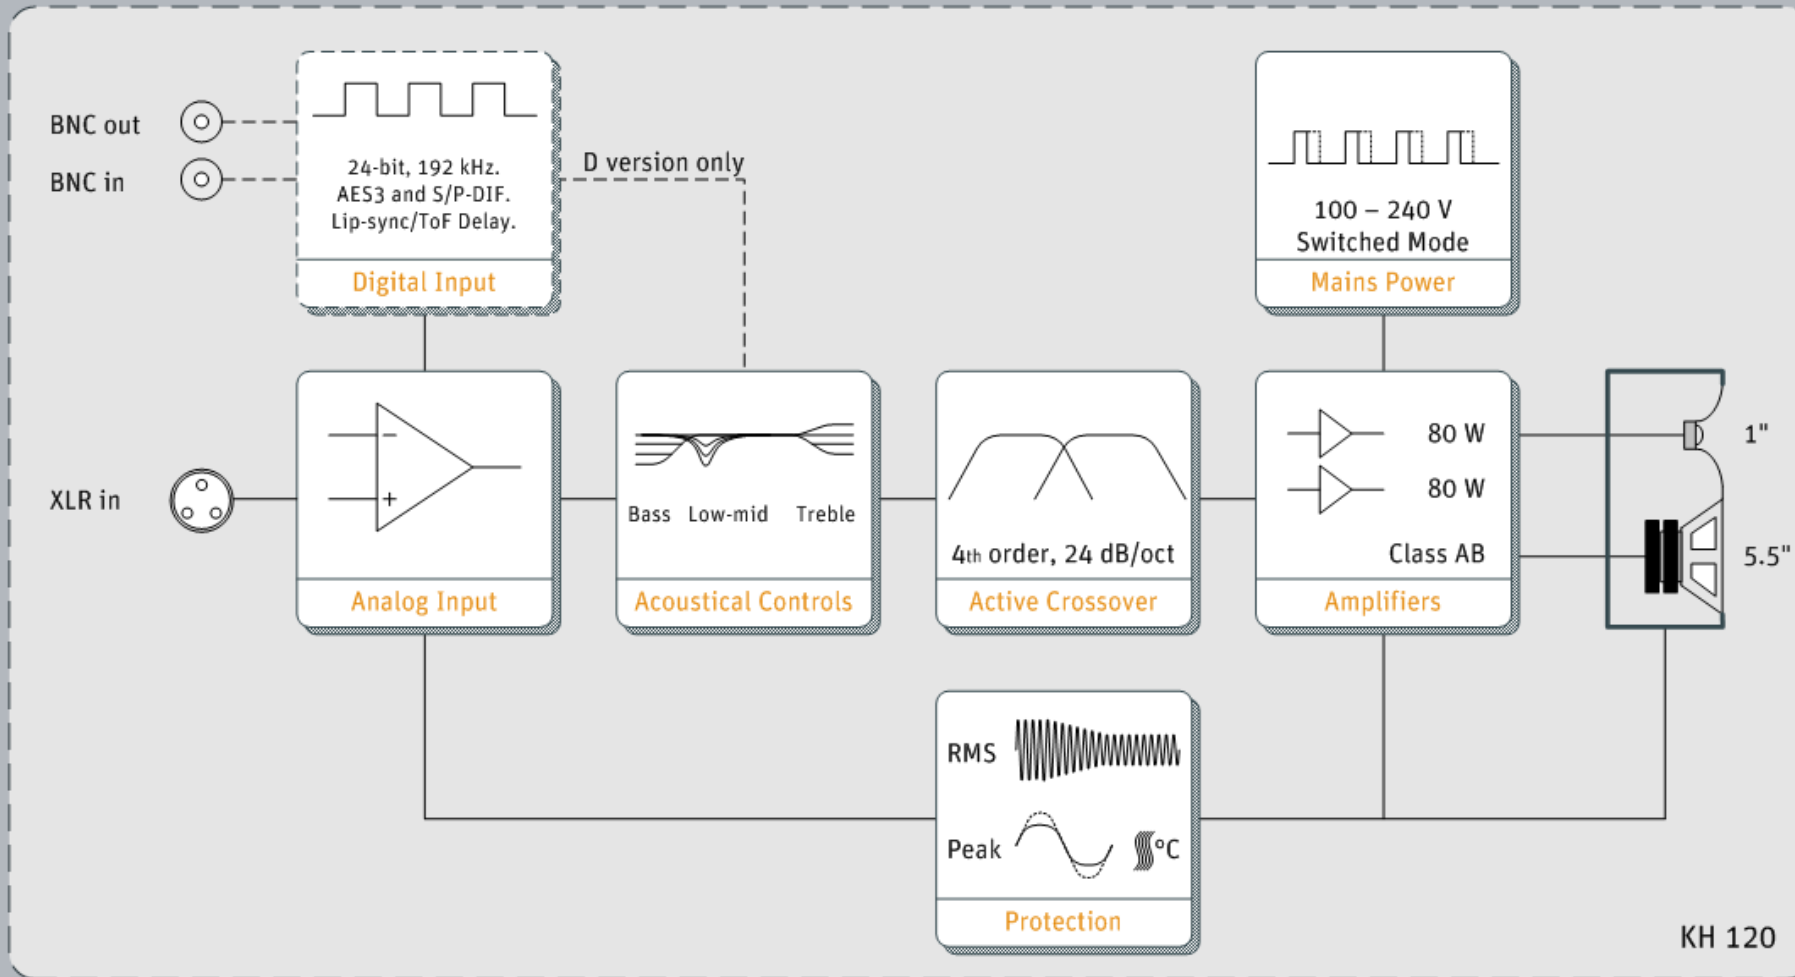 BNC out
BNC in
24-bit, 192 kHz.
AES3 and S/P-DIF.
Lip-sync/ToF Delay.
Digital Input
D version only
100 – 240 V
Switched Mode
Mains Power
XLR in
−
+
Analog Input
Bass Low-mid Treble
Acoustical Controls
4th order, 24 dB/oct
Active Crossover
80 W
80 W
Class AB
Amplifiers
1"
5.5"
RMS
Peak °C
Protection
KH 120